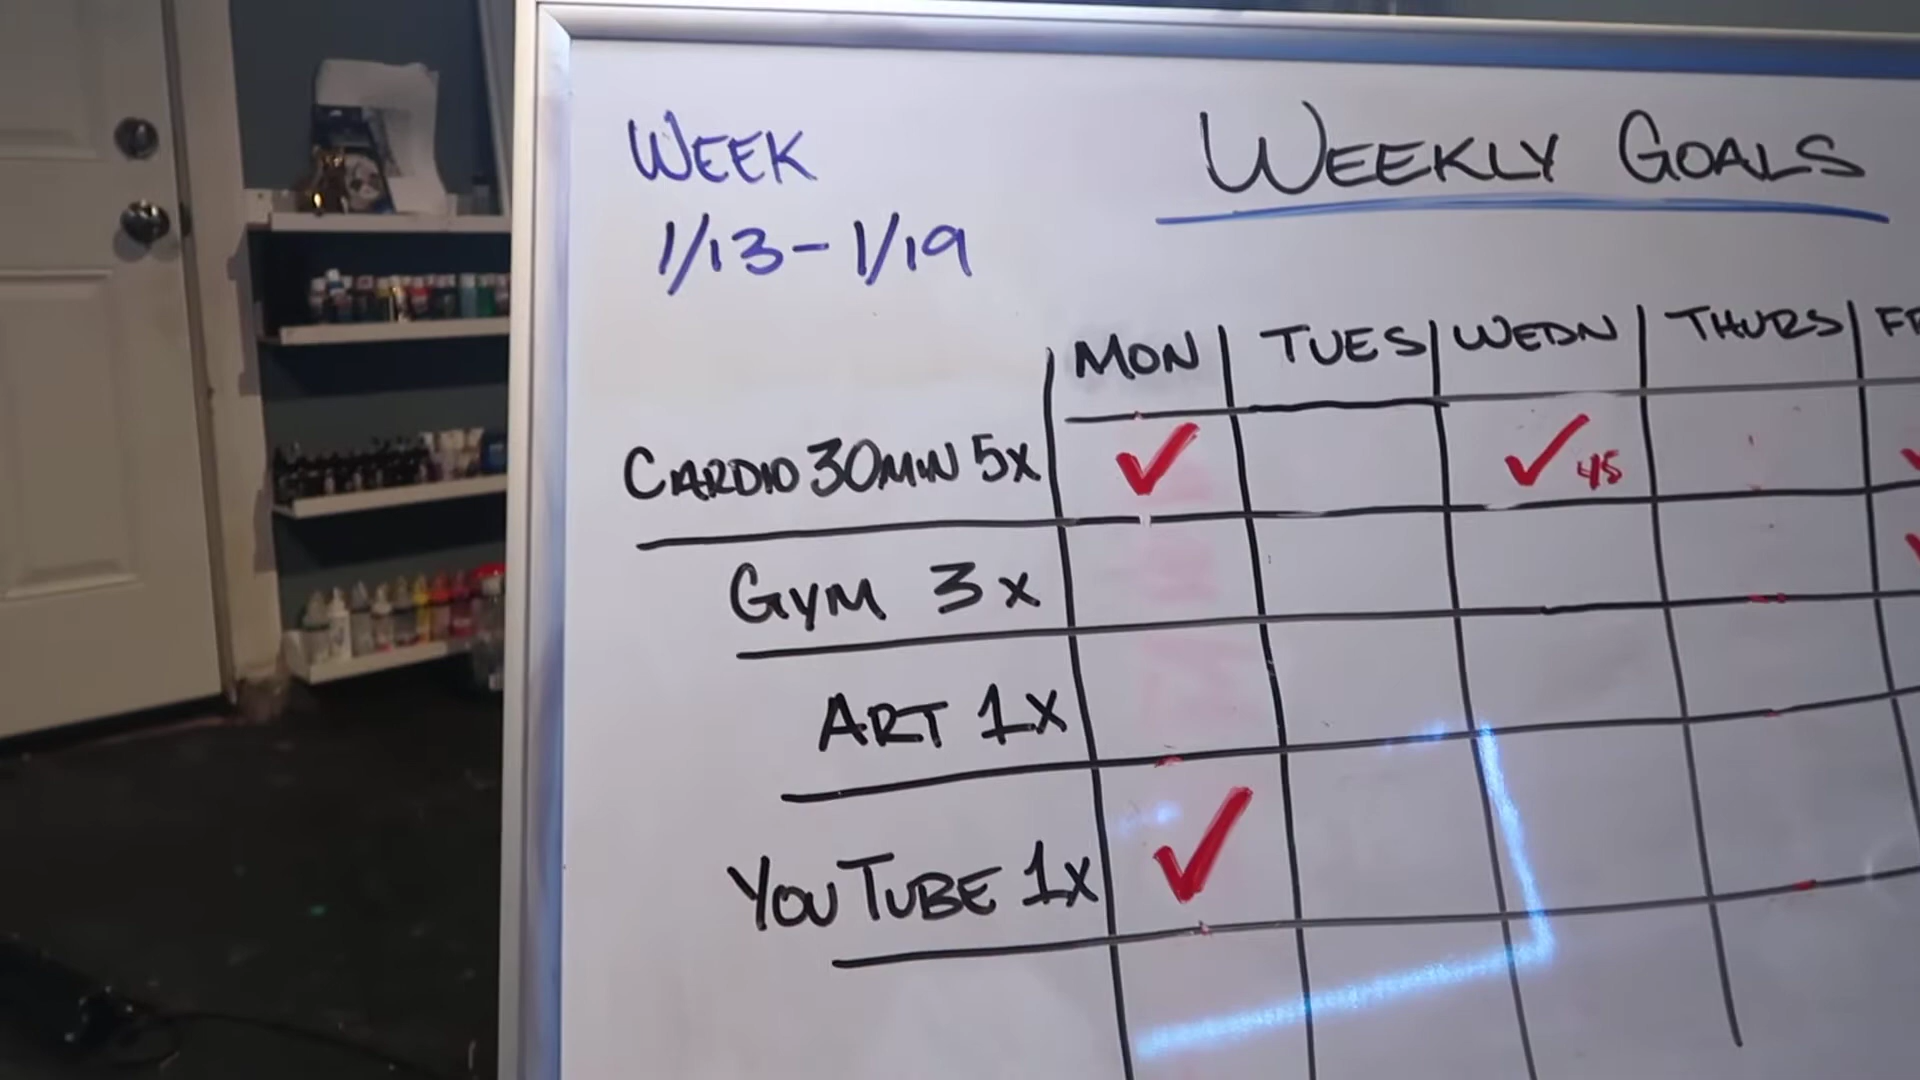 WEEK
1/13 - 1/19
WEEKLY GOALS
MON TUES WEDN THURS
CARDIO 30MIN 5X
45
GYM 3X
ART 1X
YOUTUBE 1X